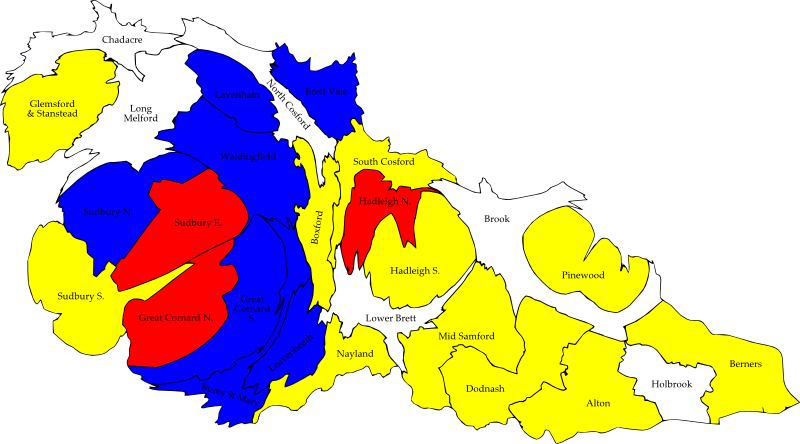 Chadacre
Glemsford
& Stanstead
Long
Melford
Lavenham
North Cosford
Brett Vale
Waldingfield
South Cosford
Sudbury N.
Sudbury E.
Boxford
Hadleigh N.
Brook
Hadleigh S.
Pinewood
Sudbury S.
Great Cornard N.
Great
Cornard
S.
Lower Brett
Leavenheath
Nayland
Mid Samford
Dodnash
Alton
Holbrook
Berners
Bures St Mary